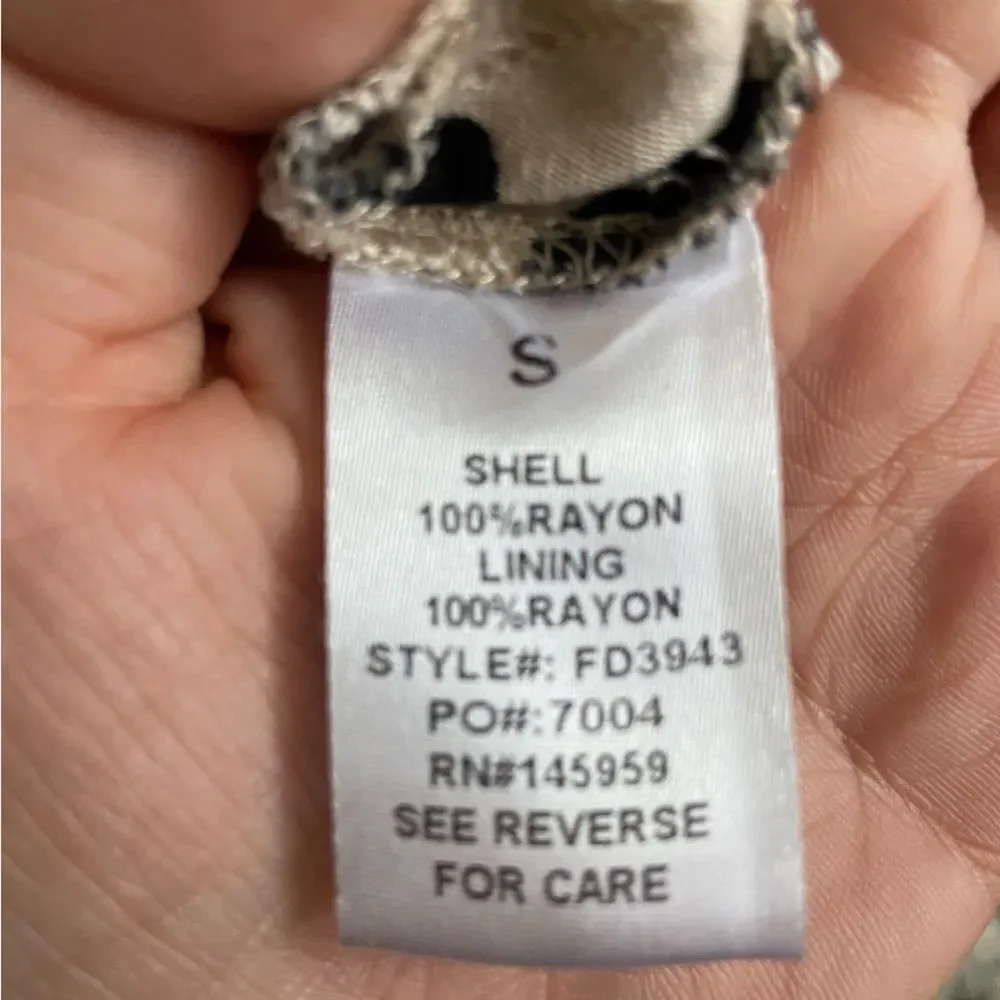 S
SHELL
100%RAYON
LINING
100%RAYON
STYLE#: FD3943
PO#:7004
RN#145959
SEE REVERSE
FOR CARE